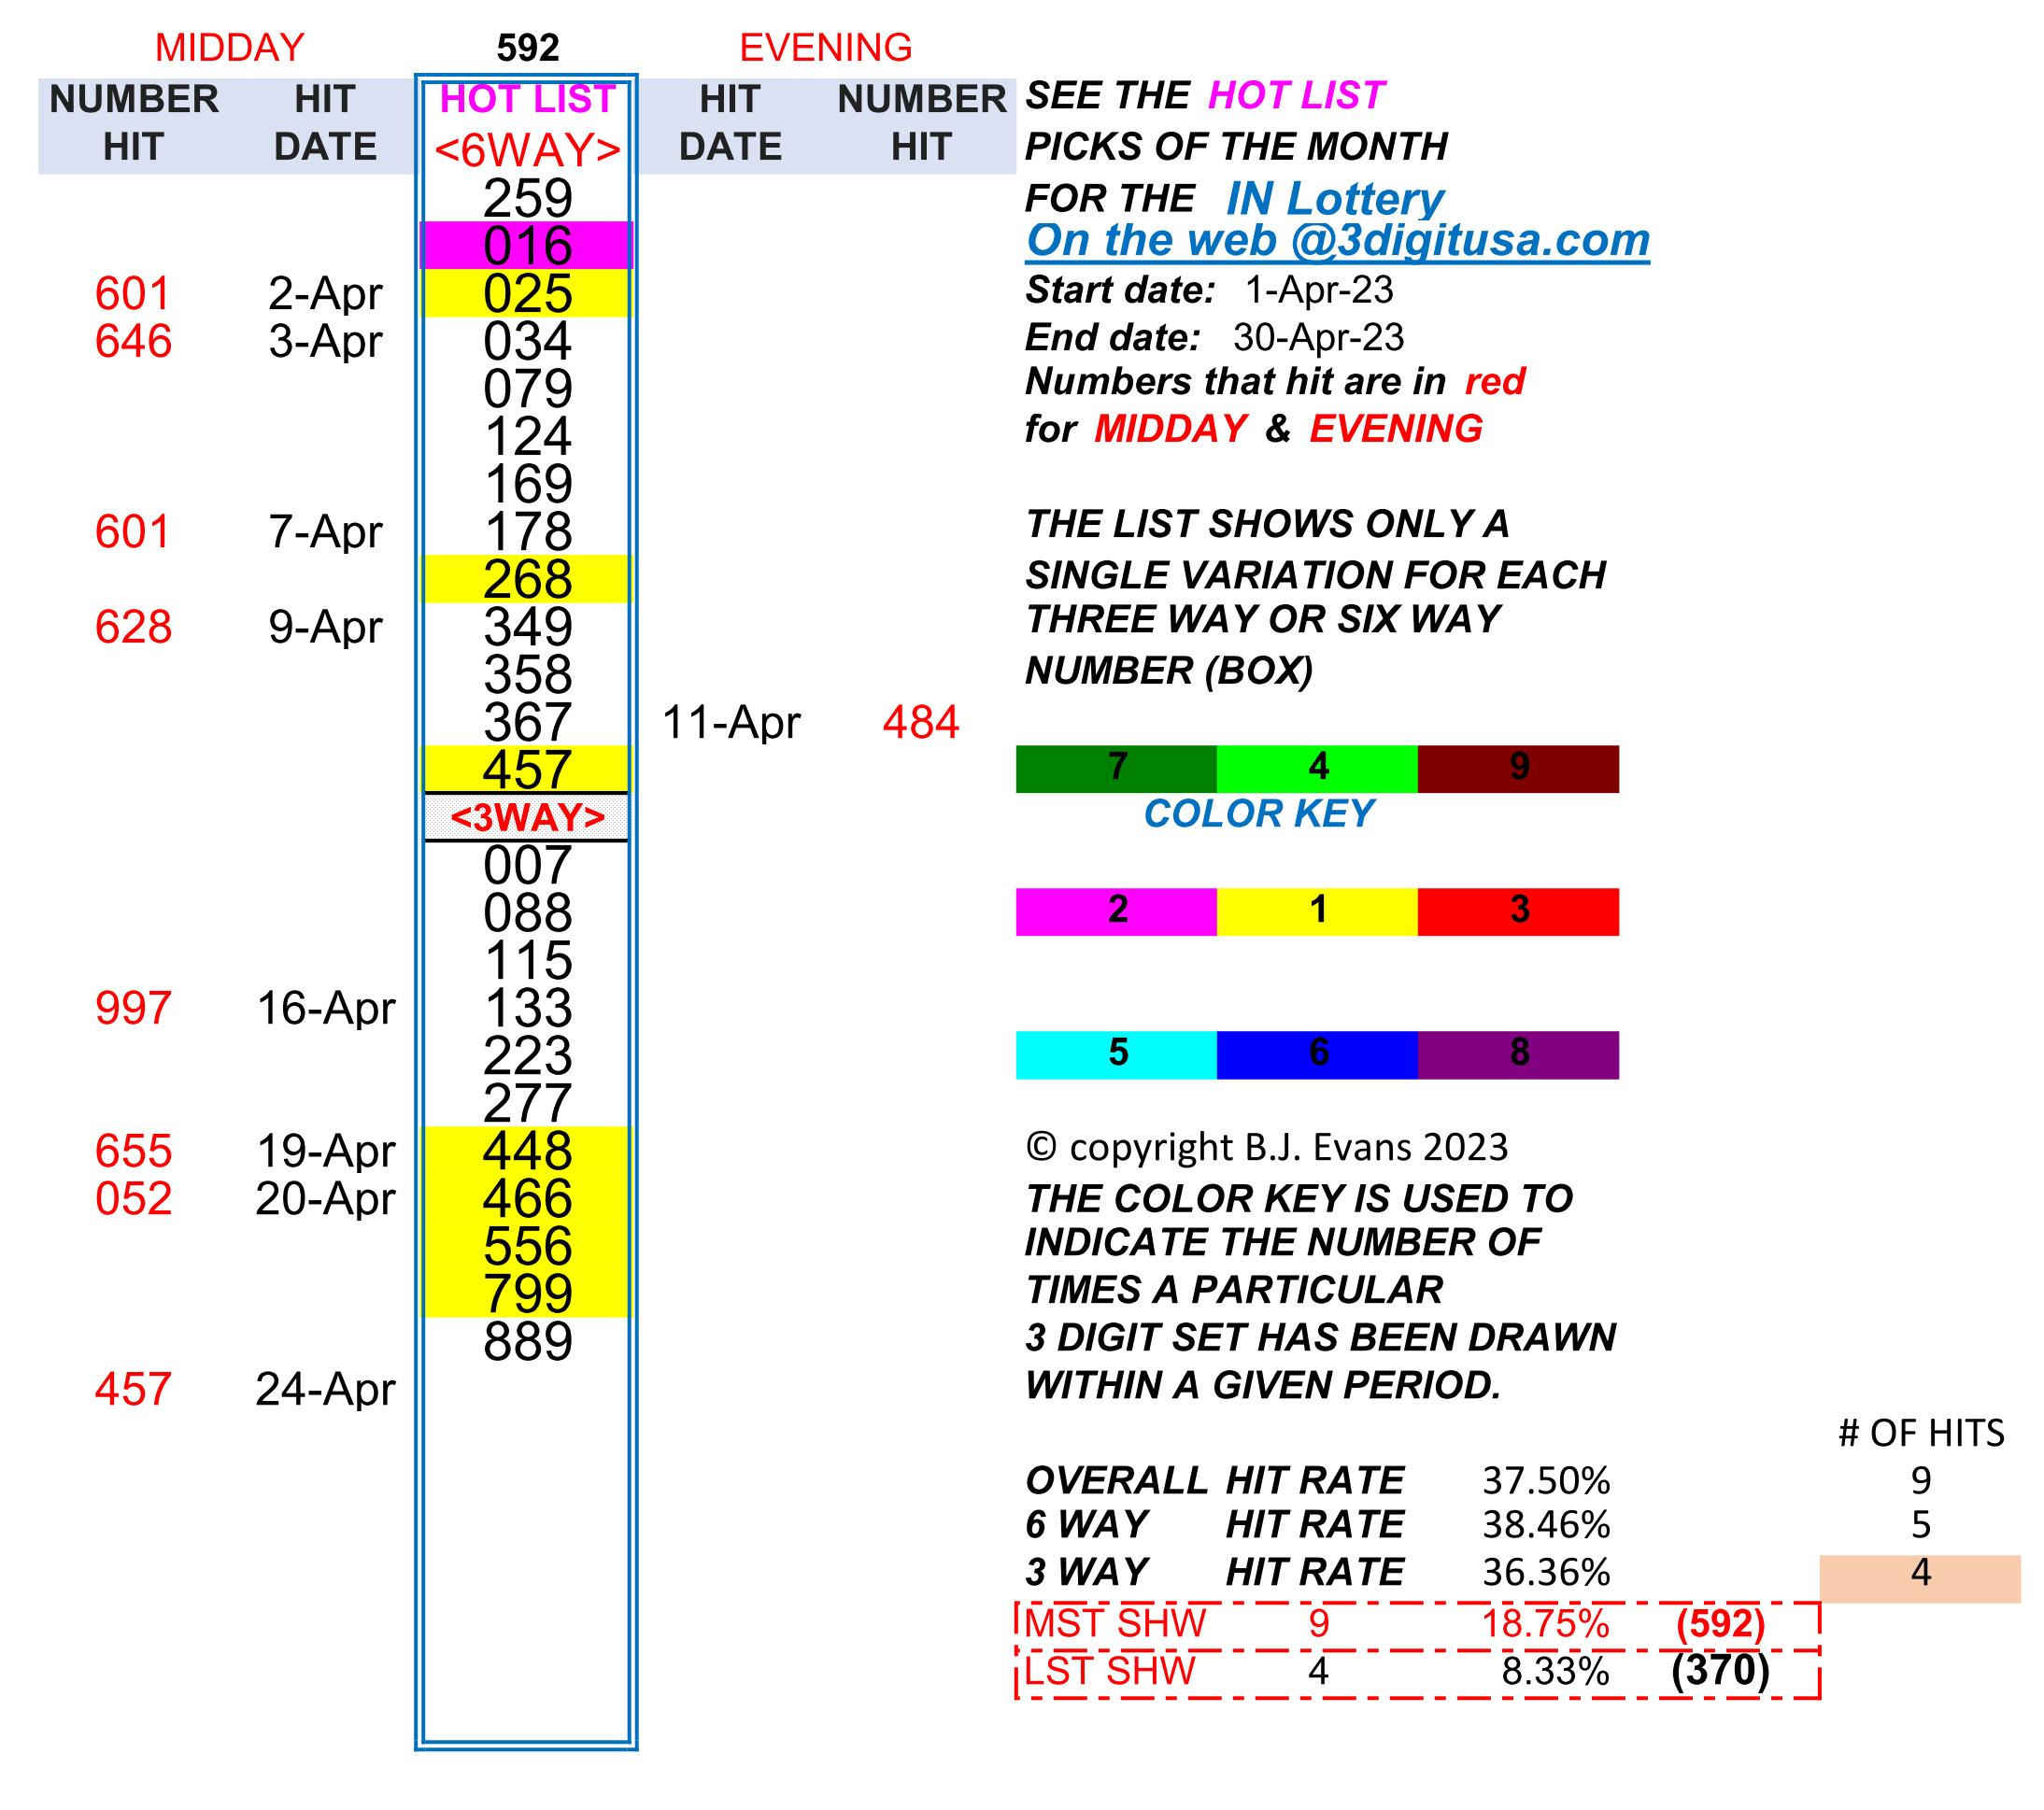 MIDDAY 592 EVENING
NUMBER HIT HOT LIST HIT NUMBER SEE THE HOT LIST
HIT DATE <6WAY> DATE HIT PICKS OF THE MONTH
259 FOR THE IN Lottery
016 On the web @3digitusa.com
601 2-Apr 025 Start date: 1-Apr-23
646 3-Apr 034 End date: 30-Apr-23
079 Numbers that hit are in red
124 for MIDDAY & EVENING
169
601 7-Apr 178 THE LIST SHOWS ONLY A
268 SINGLE VARIATION FOR EACH
628 9-Apr 349 THREE WAY OR SIX WAY
358 NUMBER (BOX)
367 11-Apr 484
457 7 4 9
<3WAY> COLOR KEY
007
088 2 1 3
115
997 16-Apr 133
223 5 6 8
277
655 19-Apr 448 © copyright B.J. Evans 2023
052 20-Apr 466 THE COLOR KEY IS USED TO
556 INDICATE THE NUMBER OF
799 TIMES A PARTICULAR
889 3 DIGIT SET HAS BEEN DRAWN
457 24-Apr WITHIN A GIVEN PERIOD.
# OF HITS
OVERALL HIT RATE 37.50% 9
6 WAY HIT RATE 38.46% 5
3 WAY HIT RATE 36.36% 4
MST SHW 9 18.75% (592)
LST SHW 4 8.33% (370)